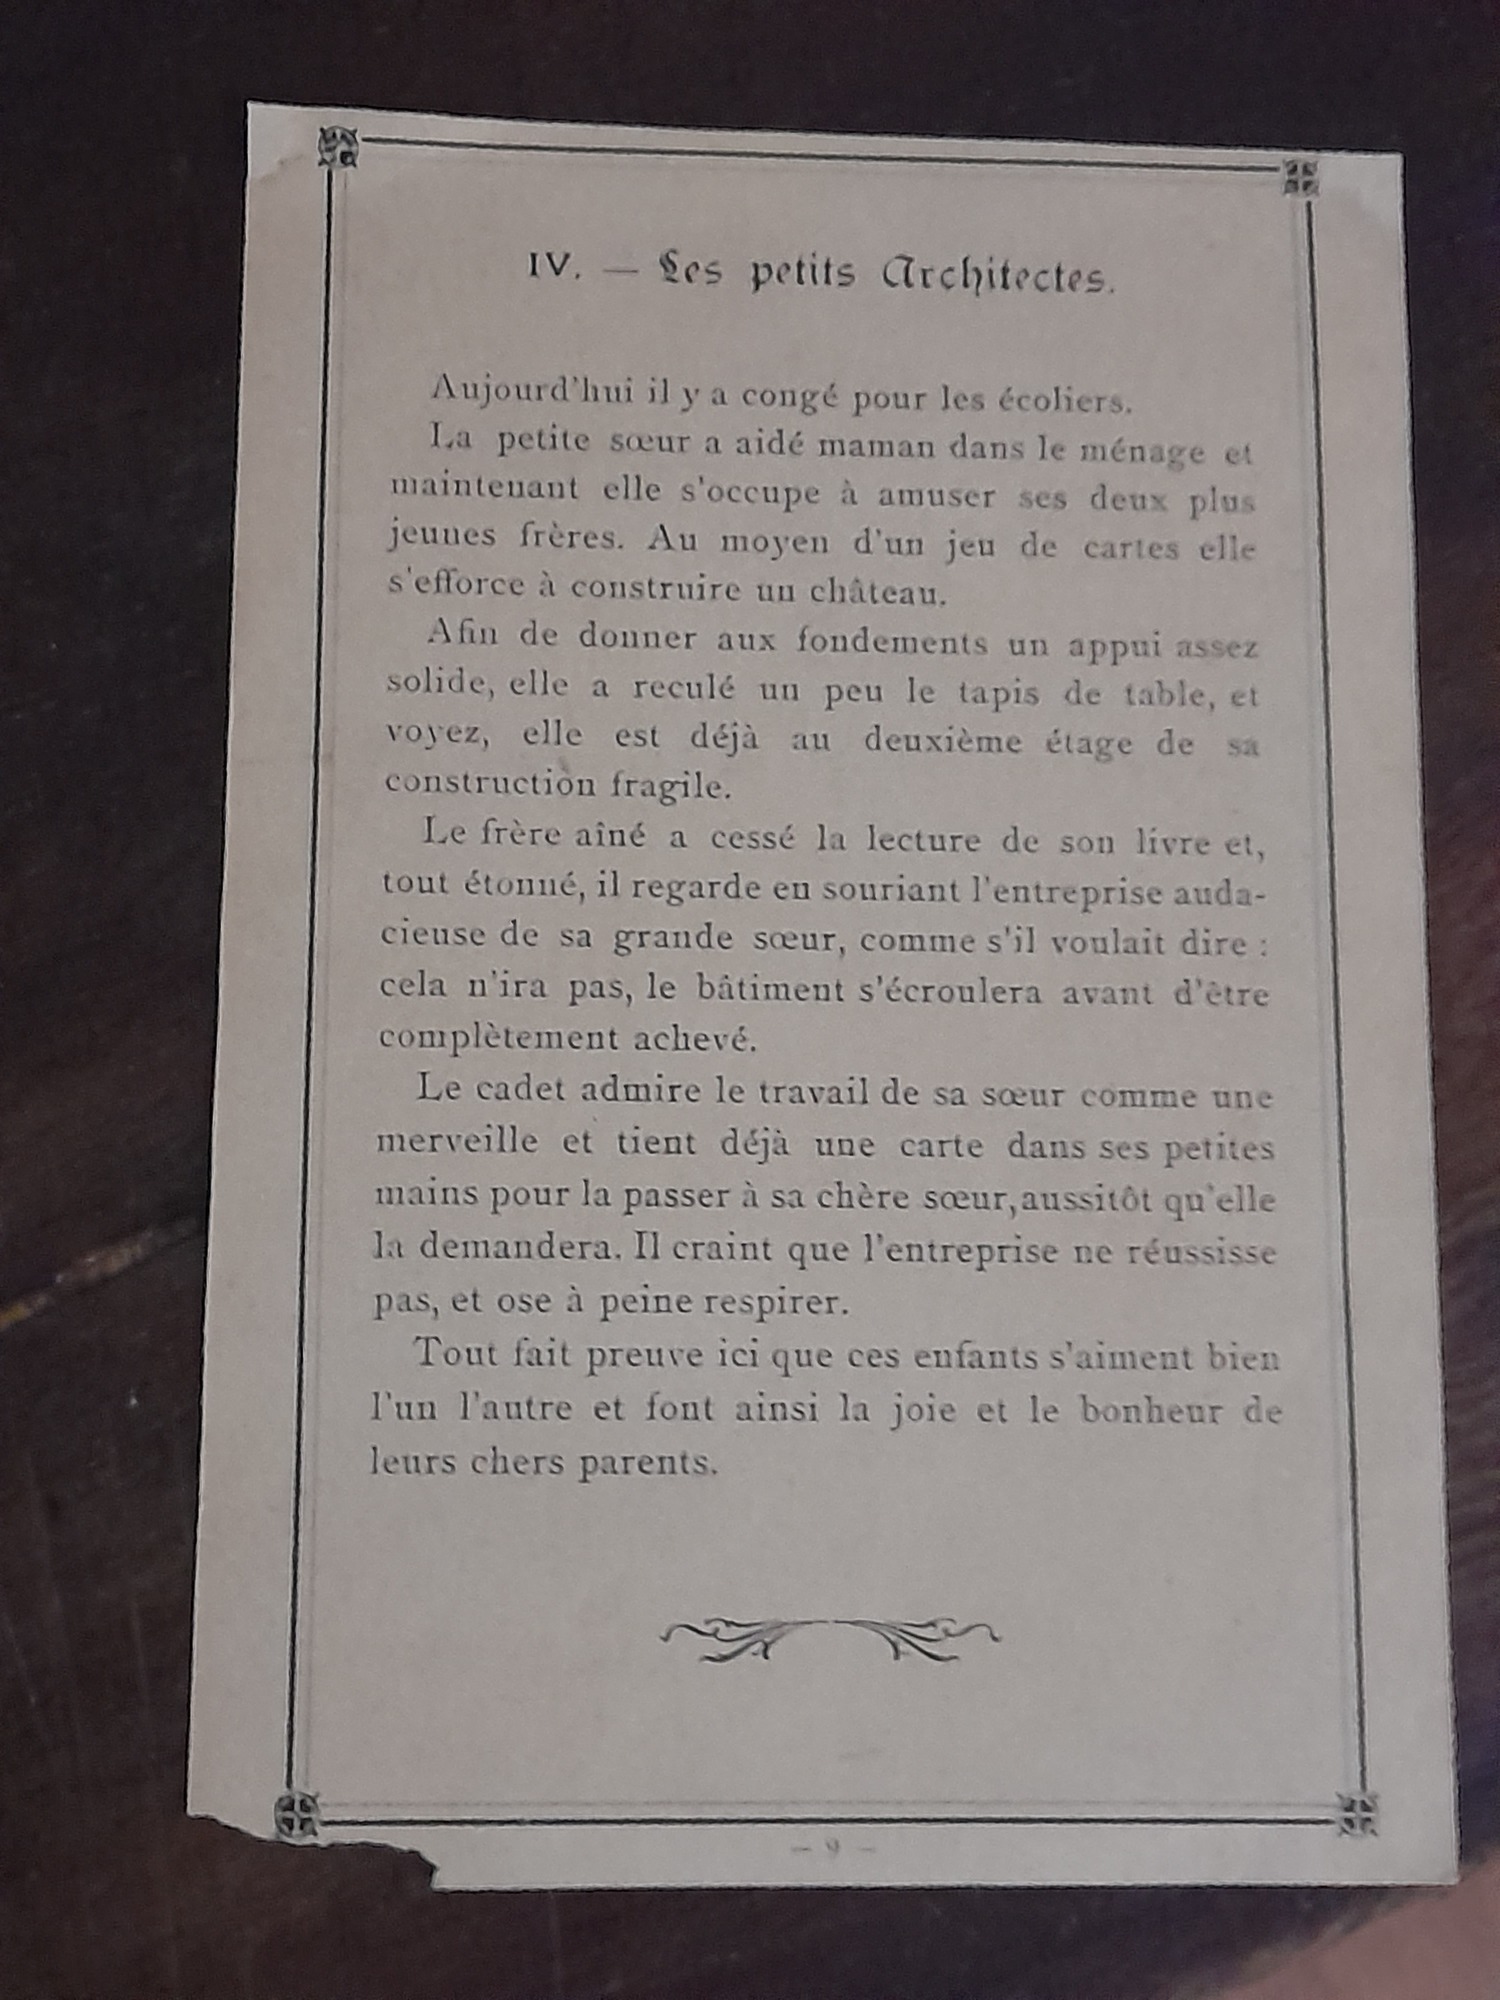 IV. — Les petits Architectes.
Aujourd'hui il y a congé pour les écoliers.
La petite sœur a aidé maman dans le ménage et
maintenant elle s'occupe à amuser ses deux plus
jeunes frères. Au moyen d'un jeu de cartes elle
s'efforce à construire un château.
Afin de donner aux fondements un appui assez
solide, elle a reculé un peu le tapis de table, et
voyez, elle est déjà au deuxième étage de sa
construction fragile.
Le frère aîné a cessé la lecture de son livre et,
tout étonné, il regarde en souriant l'entreprise auda-
cieuse de sa grande sœur, comme s'il voulait dire :
cela n'ira pas, le bâtiment s'écroulera avant d'être
complètement achevé.
Le cadet admire le travail de sa sœur comme une
merveille et tient déjà une carte dans ses petites
mains pour la passer à sa chère sœur, aussitôt qu'elle
la demandera. Il craint que l'entreprise ne réussisse
pas, et ose à peine respirer.
Tout fait preuve ici que ces enfants s'aiment bien
l'un l'autre et font ainsi la joie et le bonheur de
leurs chers parents.
— 9 —